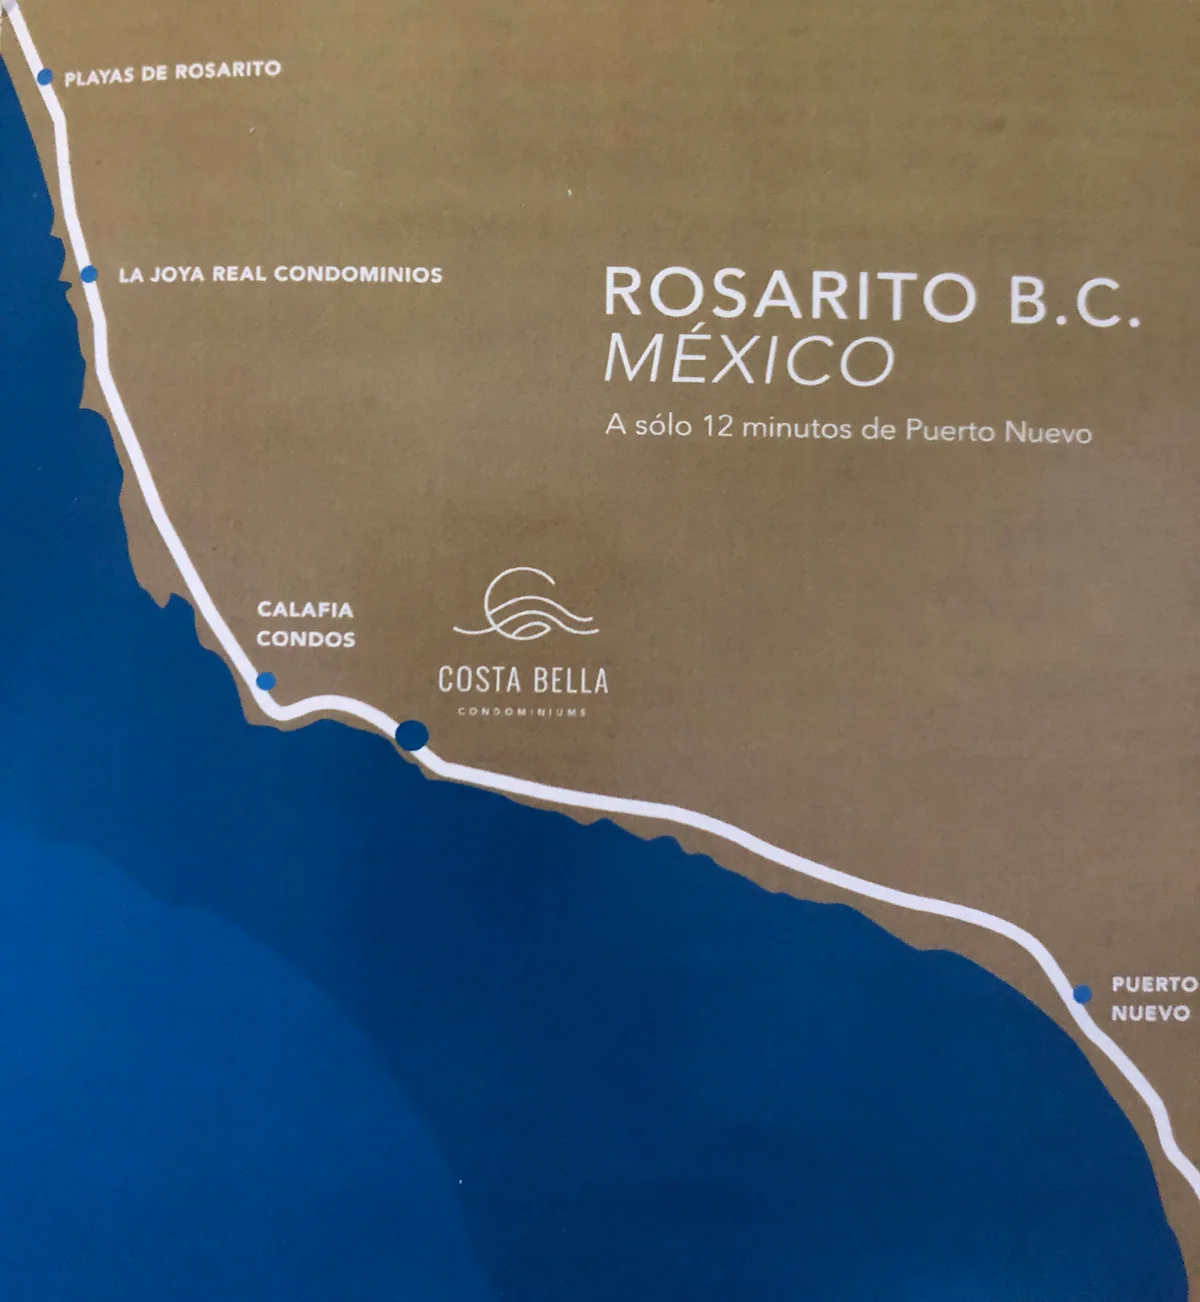 PLAYAS DE ROSARITO
LA JOYA REAL CONDOMINIOS
ROSARITO B.C.
MÉXICO
A sólo 12 minutos de Puerto Nuevo
CALAFIA
CONDOS
COSTA BELLA
CONDOMINIUMS
PUERTO
NUEVO